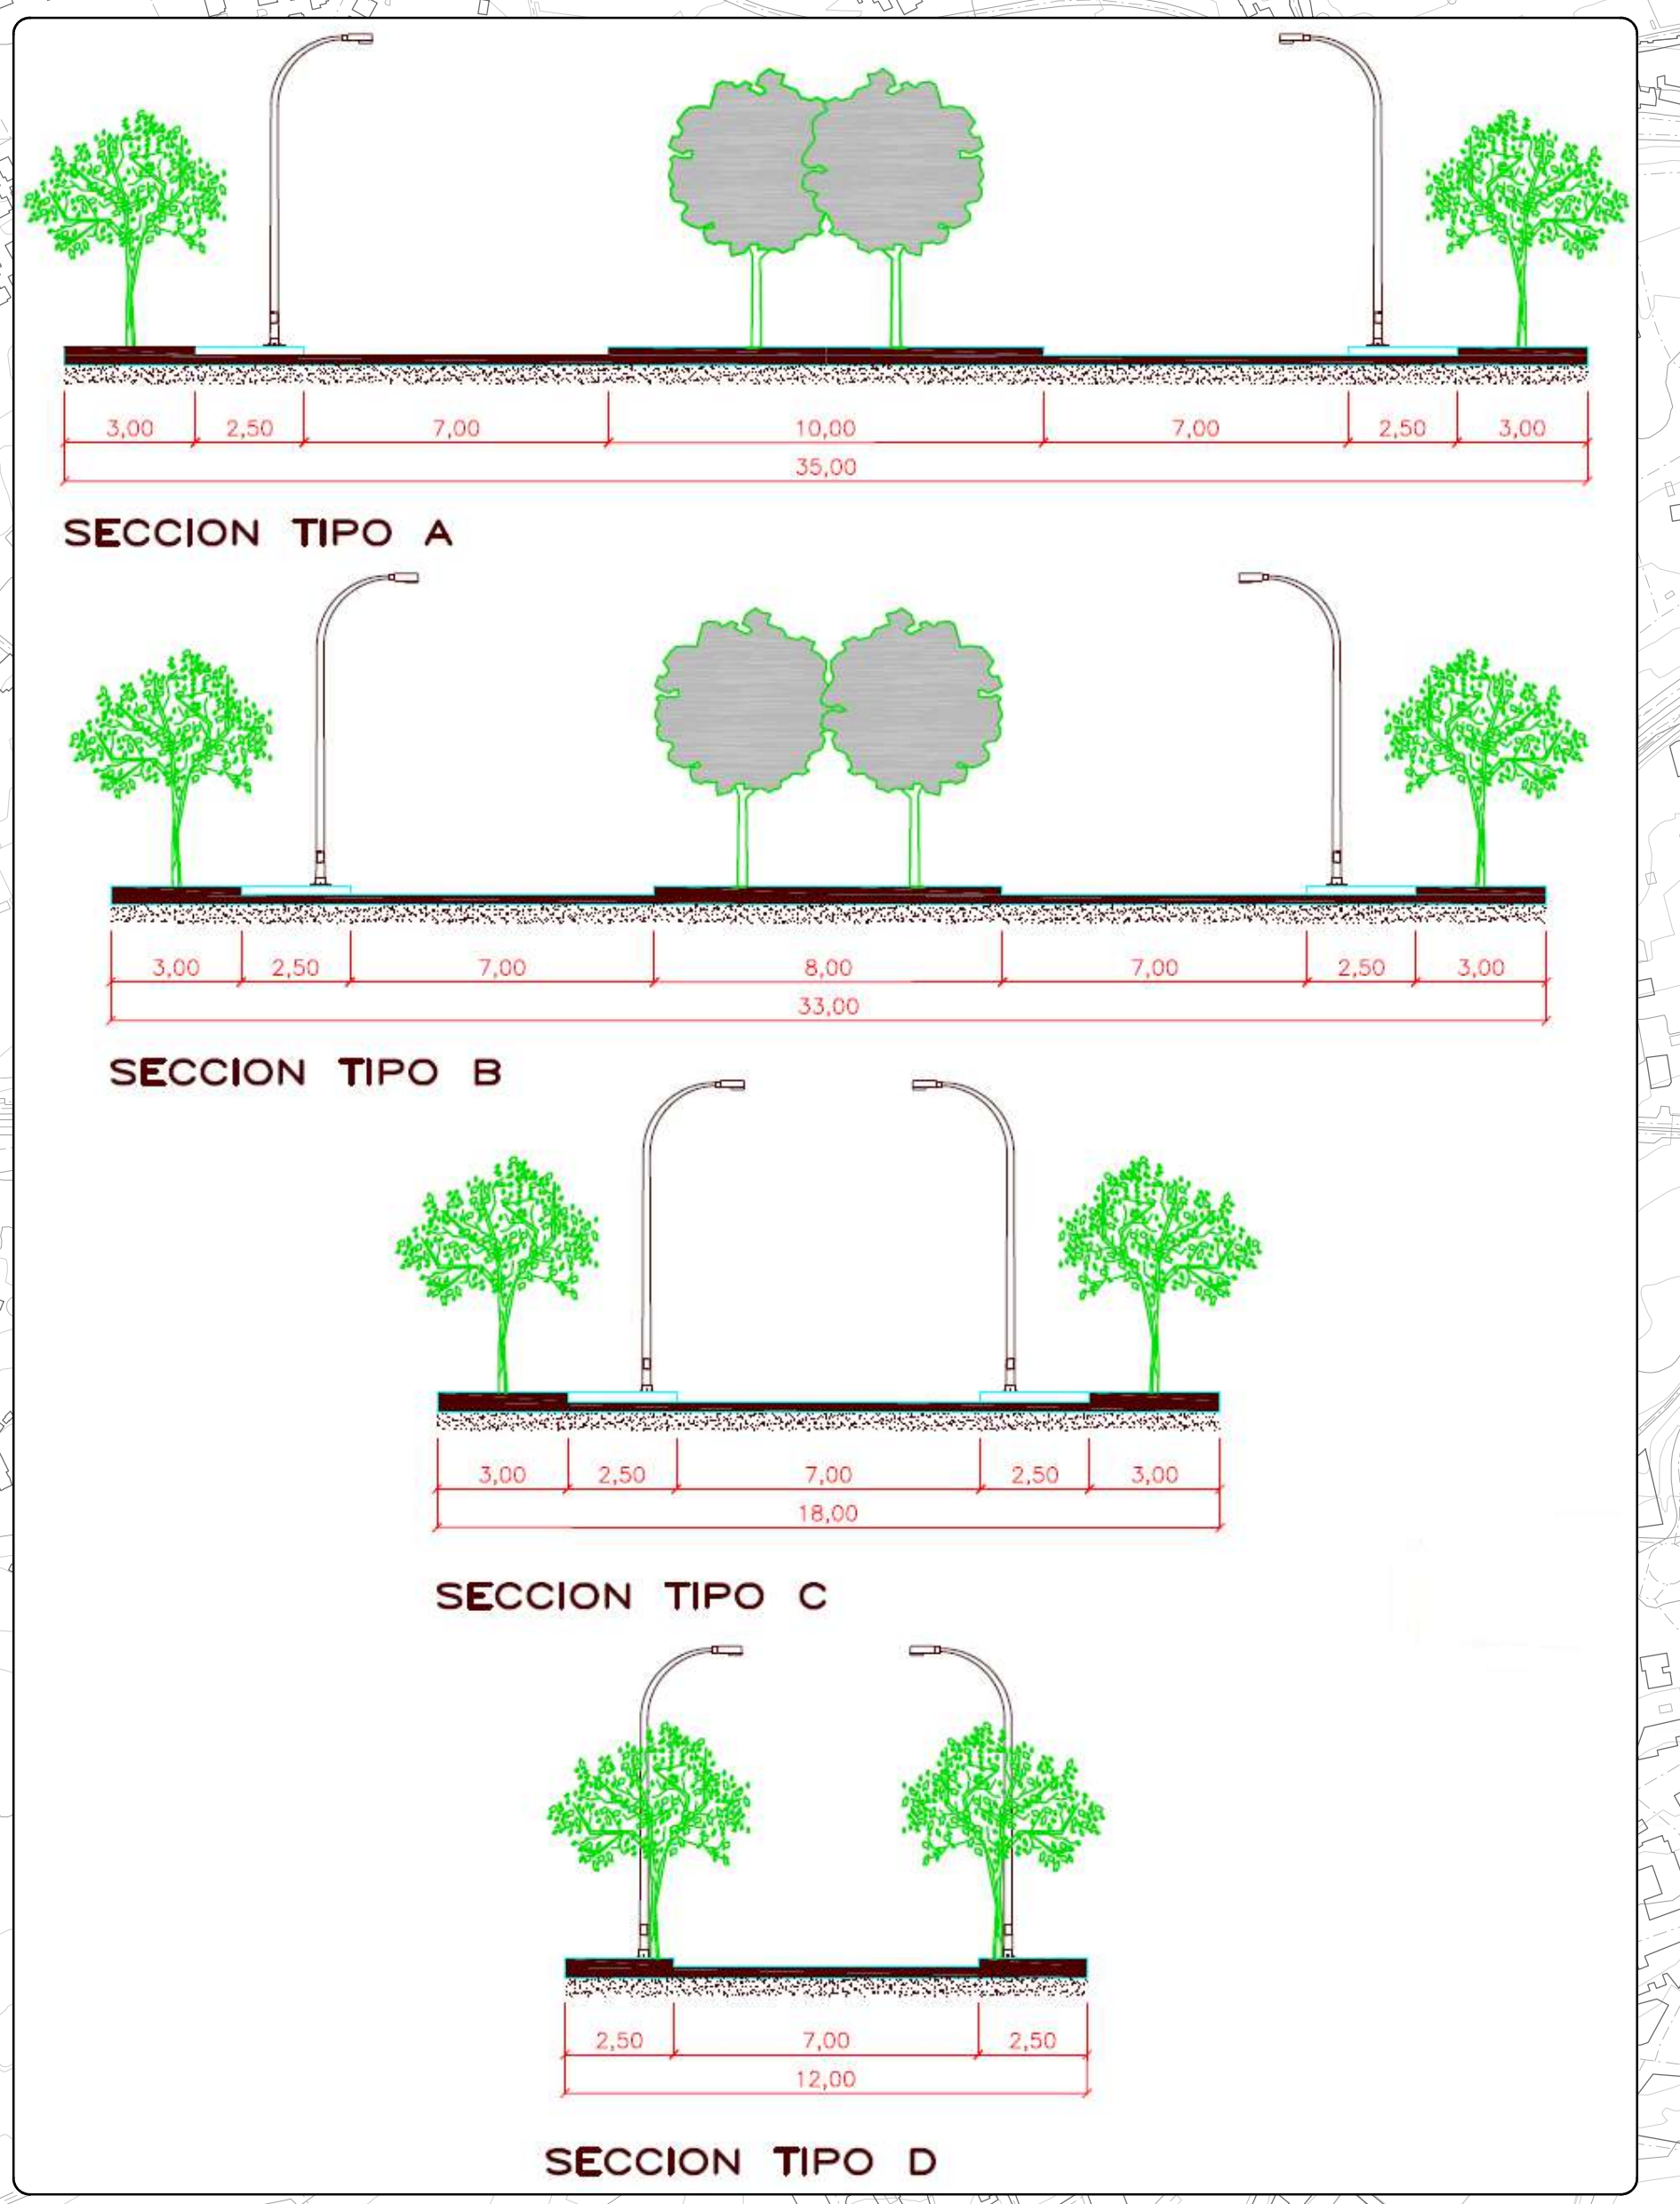 3,00 2,50 7,00 10,00 7,00 2,50 3,00
35,00
SECCION TIPO A
3,00 2,50 7,00 8,00 7,00 2,50 3,00
33,00
SECCION TIPO B
3,00 2,50 7,00 2,50 3,00
18,00
SECCION TIPO C
2,50 7,00 2,50
12,00
SECCION TIPO D